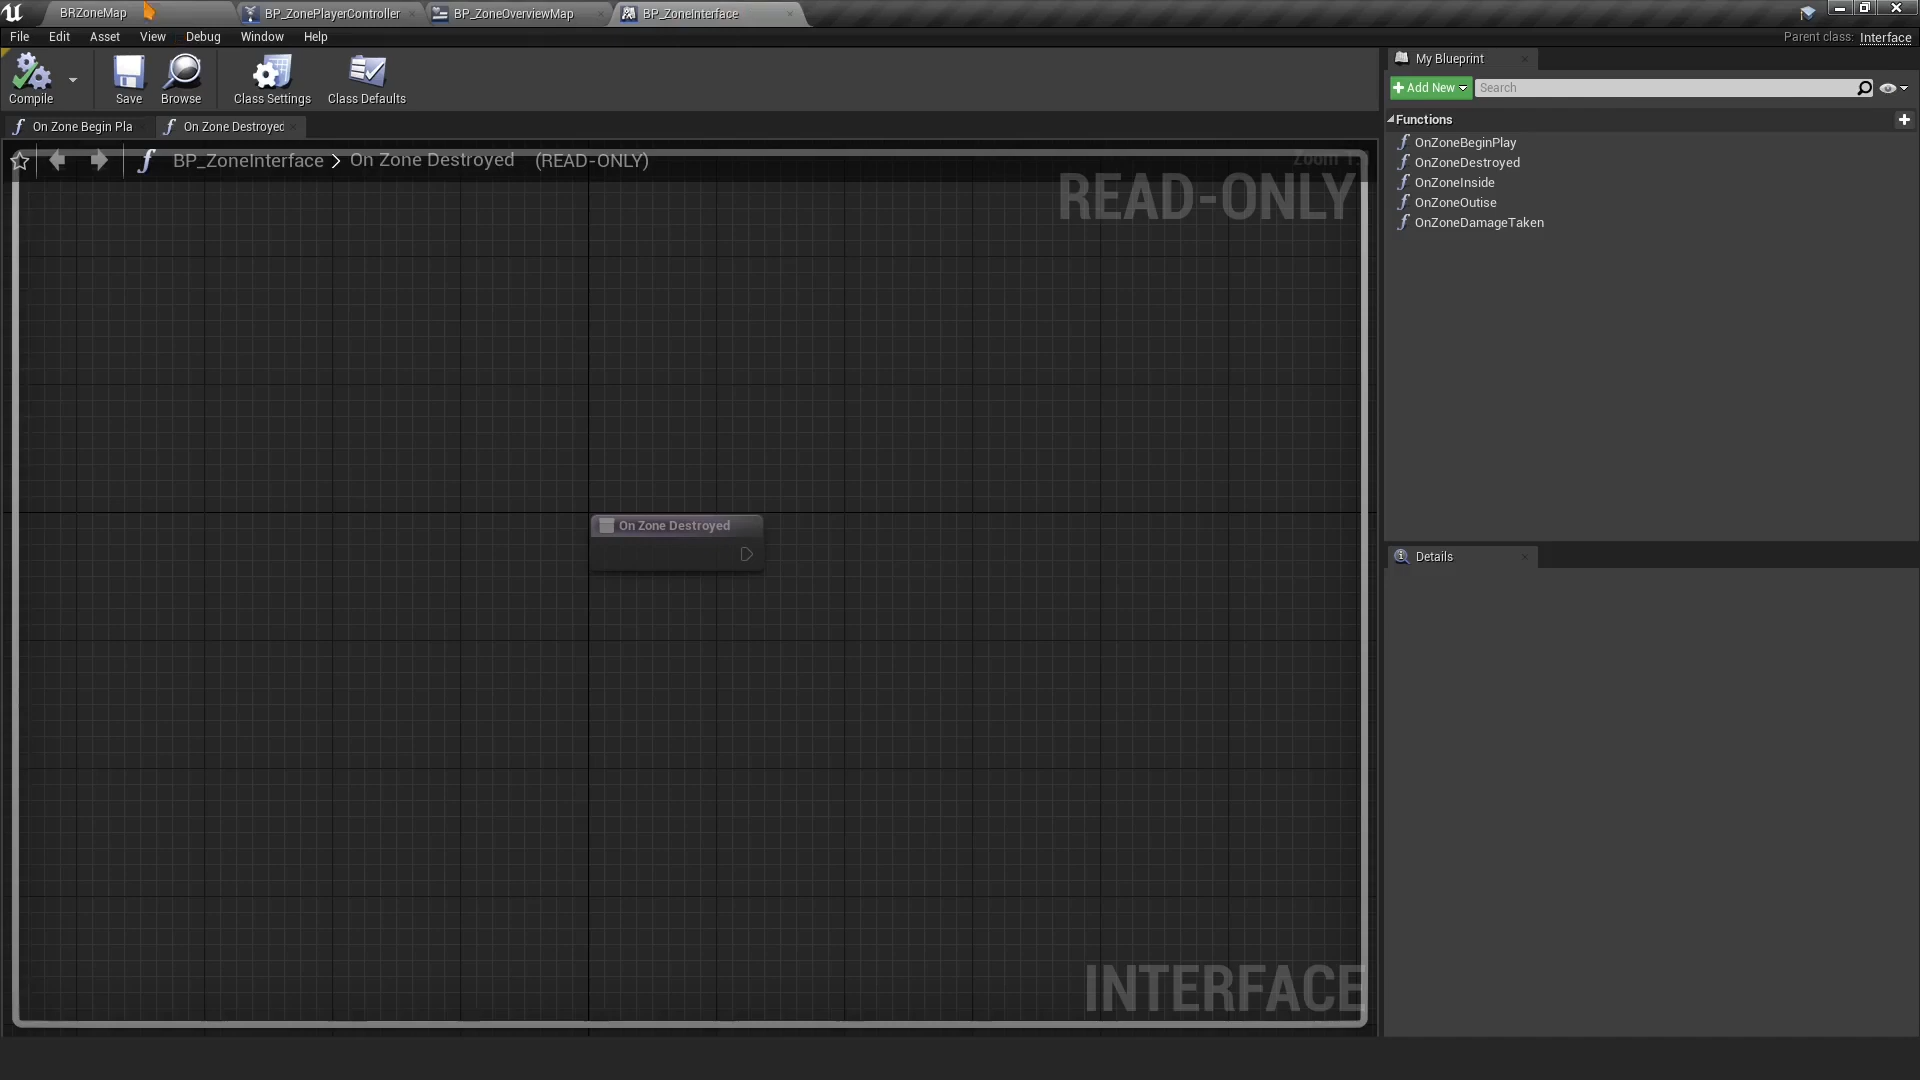 BRZoneMap
BP_ZonePlayerController
BP_ZoneOverviewMap
BP_ZoneInterface
File Edit Asset View Debug Window Help
Parent class: Interface
Compile Save Browse Class Settings Class Defaults
My Blueprint
+ Add New
Search
On Zone Begin Pla
On Zone Destroyed
Functions
BP_ZoneInterface > On Zone Destroyed (READ-ONLY)
Zoom 1:
READ-ONLY
OnZoneBeginPlay
OnZoneDestroyed
OnZoneInside
OnZoneOutise
OnZoneDamageTaken
On Zone Destroyed
Details
INTERFACE